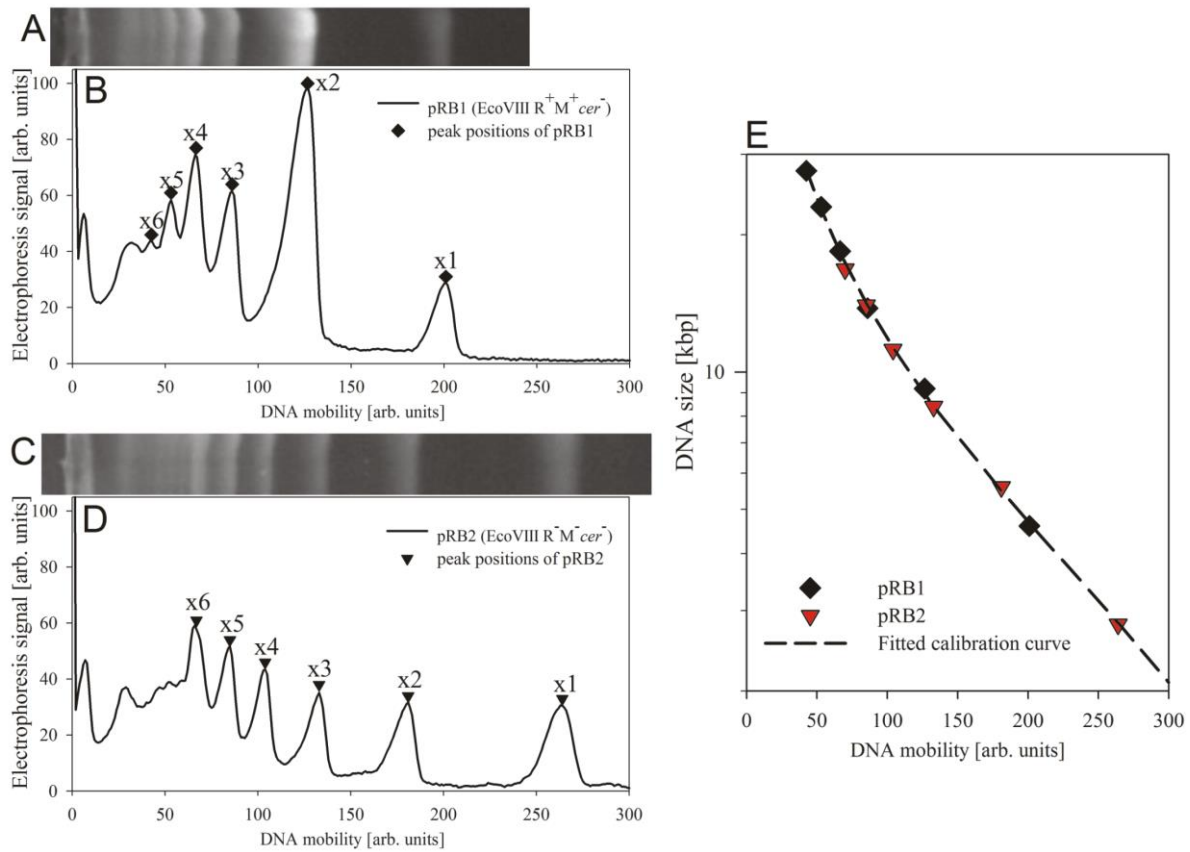 A
B
Electrophoresis signal [arb. units]
100
80
60
40
20
0
x6
x5
x4
x3
x2
x1
pRB1 (EcoVIII R⁺M⁺cer⁻)
peak positions of pRB1
0 50 100 150 200 250 300
DNA mobility [arb. units]
C
D
Electrophoresis signal [arb. units]
100
80
60
40
20
0
x6
x5
x4
x3
x2
x1
pRB2 (EcoVIII R⁻M⁻cer⁻)
peak positions of pRB2
0 50 100 150 200 250 300
DNA mobility [arb. units]
E
DNA size [kbp]
10
pRB1
pRB2
Fitted calibration curve
0 50 100 150 200 250 300
DNA mobility [arb. units]